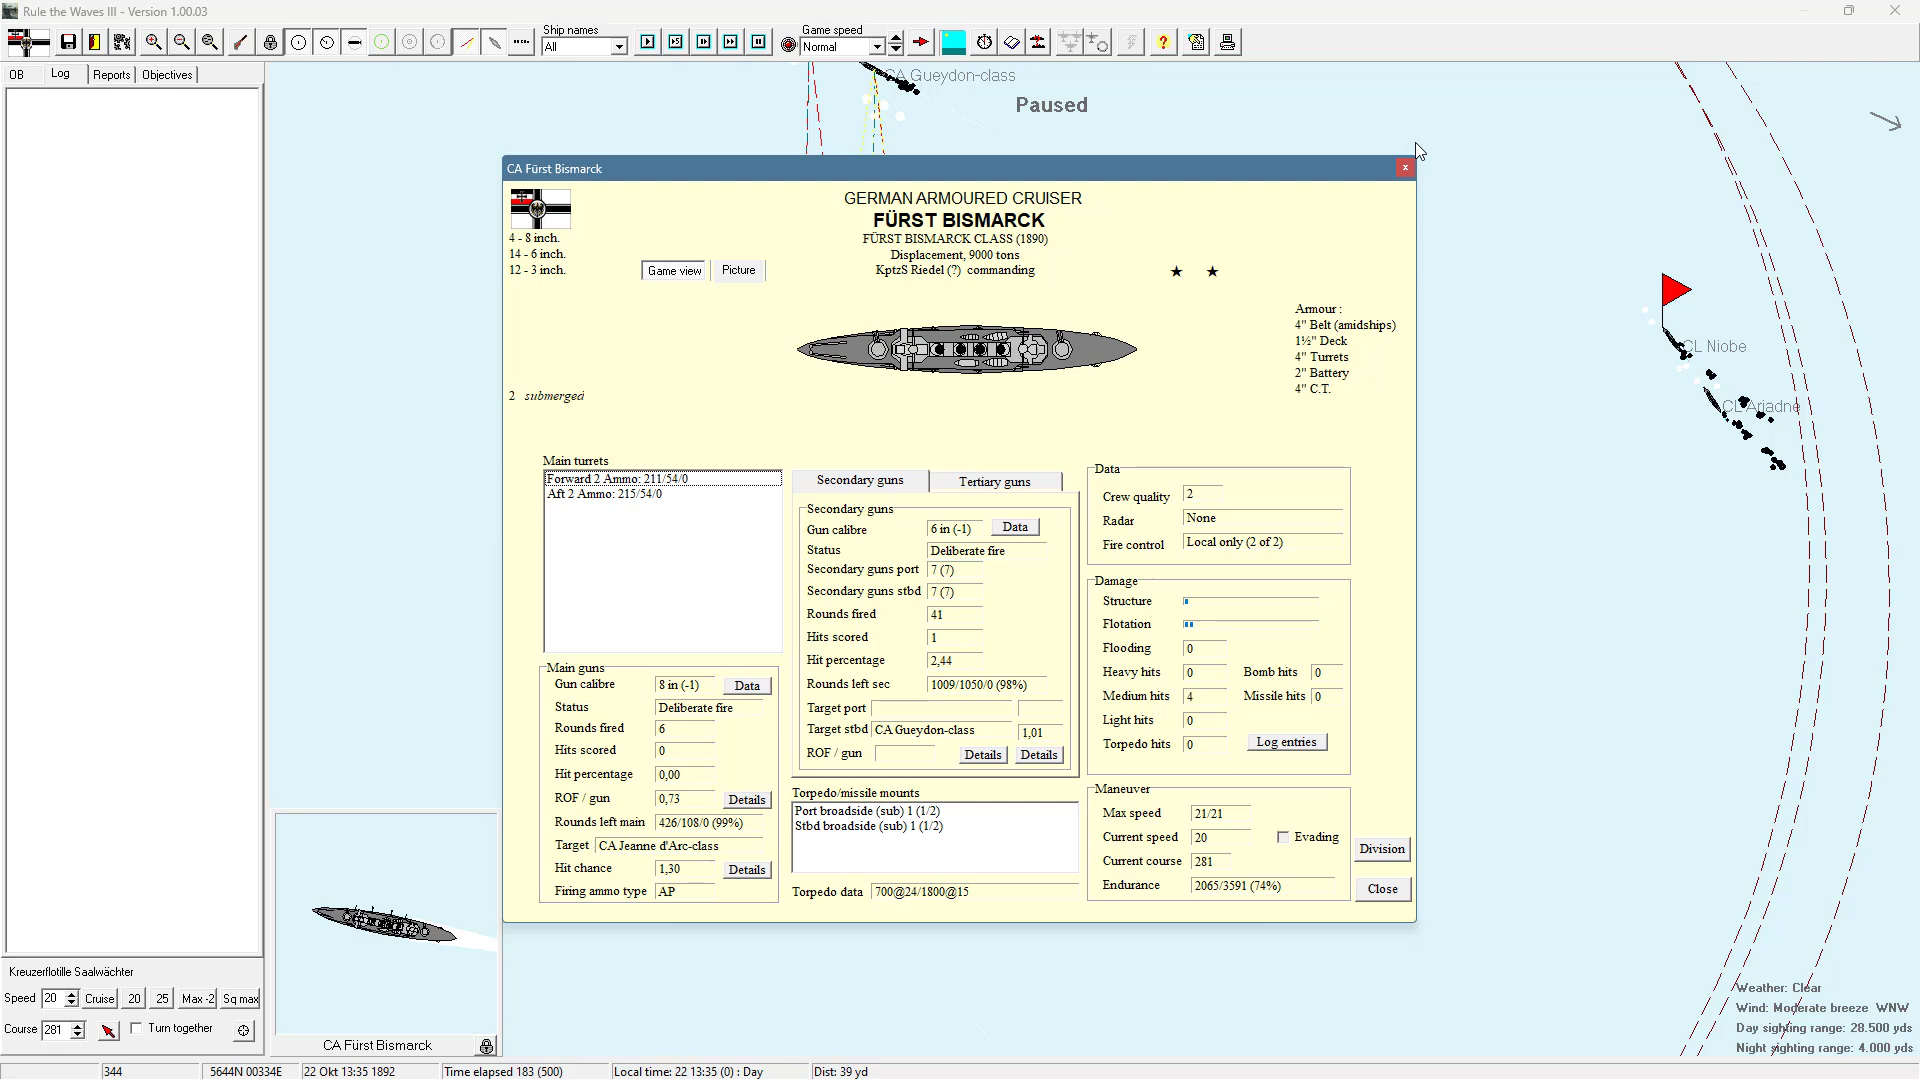 Rule the Waves III - Version 1.00.03
Ship names
All
Game speed
Normal
OB
Log
Reports
Objectives
CA Gueydon-class
Paused
CA Fürst Bismarck
x
GERMAN ARMOURED CRUISER
FÜRST BISMARCK
FÜRST BISMARCK CLASS (1890)
Displacement, 9000 tons
KptzS Riedel (?) commanding
4 - 8 inch.
14 - 6 inch.
12 - 3 inch.
Game view
Picture
Armour :
4" Belt (amidships)
1½" Deck
4" Turrets
2" Battery
4" C.T.
2 submerged
CL Niobe
CL Ariadne
Main turrets
Forward 2 Ammo: 211/54/0
Aft 2 Ammo: 215/54/0
Main guns
Gun calibre 8 in (-1) Data
Status Deliberate fire
Rounds fired 6
Hits scored 0
Hit percentage 0,00
ROF / gun 0,73 Details
Rounds left main 426/108/0 (99%)
Target CA Jeanne d'Arc-class
Hit chance 1,30 Details
Firing ammo type AP
Secondary guns
Tertiary guns
Secondary guns
Gun calibre 6 in (-1) Data
Status Deliberate fire
Secondary guns port 7 (7)
Secondary guns stbd 7 (7)
Rounds fired 41
Hits scored 1
Hit percentage 2,44
Rounds left sec 1009/1050/0 (98%)
Target port
Target stbd CA Gueydon-class 1,01
ROF / gun Details Details
Torpedo/missile mounts
Port broadside (sub) 1 (1/2)
Stbd broadside (sub) 1 (1/2)
Torpedo data 700@24/1800@15
Data
Crew quality 2
Radar None
Fire control Local only (2 of 2)
Damage
Structure
Flotation
Flooding 0
Heavy hits 0 Bomb hits 0
Medium hits 4 Missile hits 0
Light hits 0
Torpedo hits 0 Log entries
Maneuver
Max speed 21/21
Current speed 20 Evading
Current course 281
Endurance 2065/3591 (74%)
Division
Close
Kreuzerflotille Saalwächter
Speed 20 Cruise 20 25 Max -2 Sq max
Course 281 Turn together
CA Fürst Bismarck
Weather: Clear
Wind: Moderate breeze WNW
Day sighting range: 28.500 yds
Night sighting range: 4.000 yds
344
5644N 00334E
22 Okt 13:35 1892
Time elapsed 183 (500)
Local time: 22 13:35 (0) : Day
Dist: 39 yd